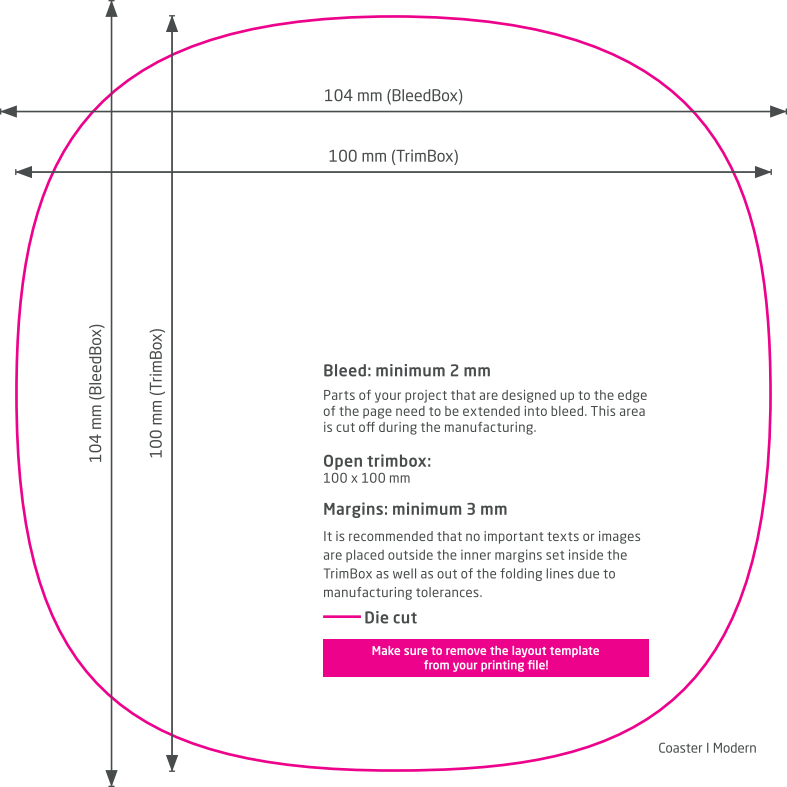 104 mm (BleedBox)
100 mm (TrimBox)
104 mm (BleedBox)
100 mm (TrimBox)
Bleed: minimum 2 mm
Parts of your project that are designed up to the edge
of the page need to be extended into bleed. This area
is cut off during the manufacturing.
Open trimbox:
100 x 100 mm
Margins: minimum 3 mm
It is recommended that no important texts or images
are placed outside the inner margins set inside the
TrimBox as well as out of the folding lines due to
manufacturing tolerances.
Die cut
Make sure to remove the layout template
from your printing file!
Coaster I Modern